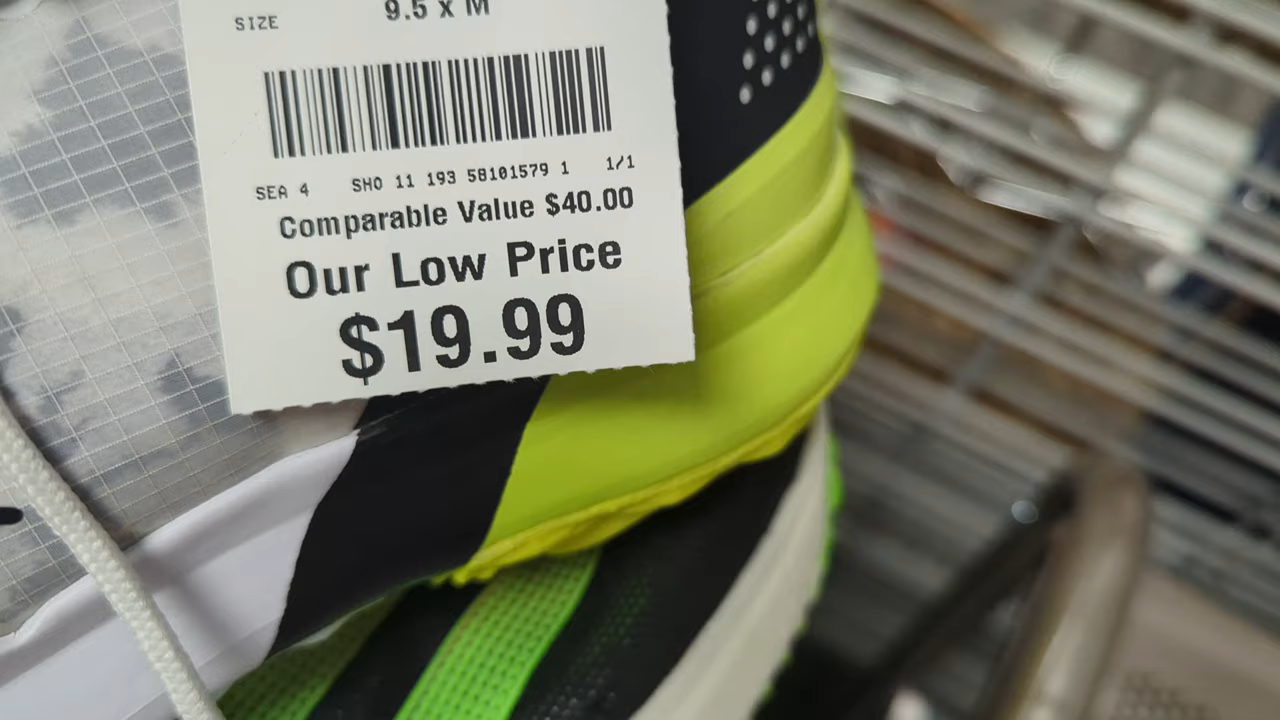 SIZE 9.5 x M
SEA 4 SHO 11 193 58101579 1 1/1
Comparable Value $40.00
Our Low Price
$19.99